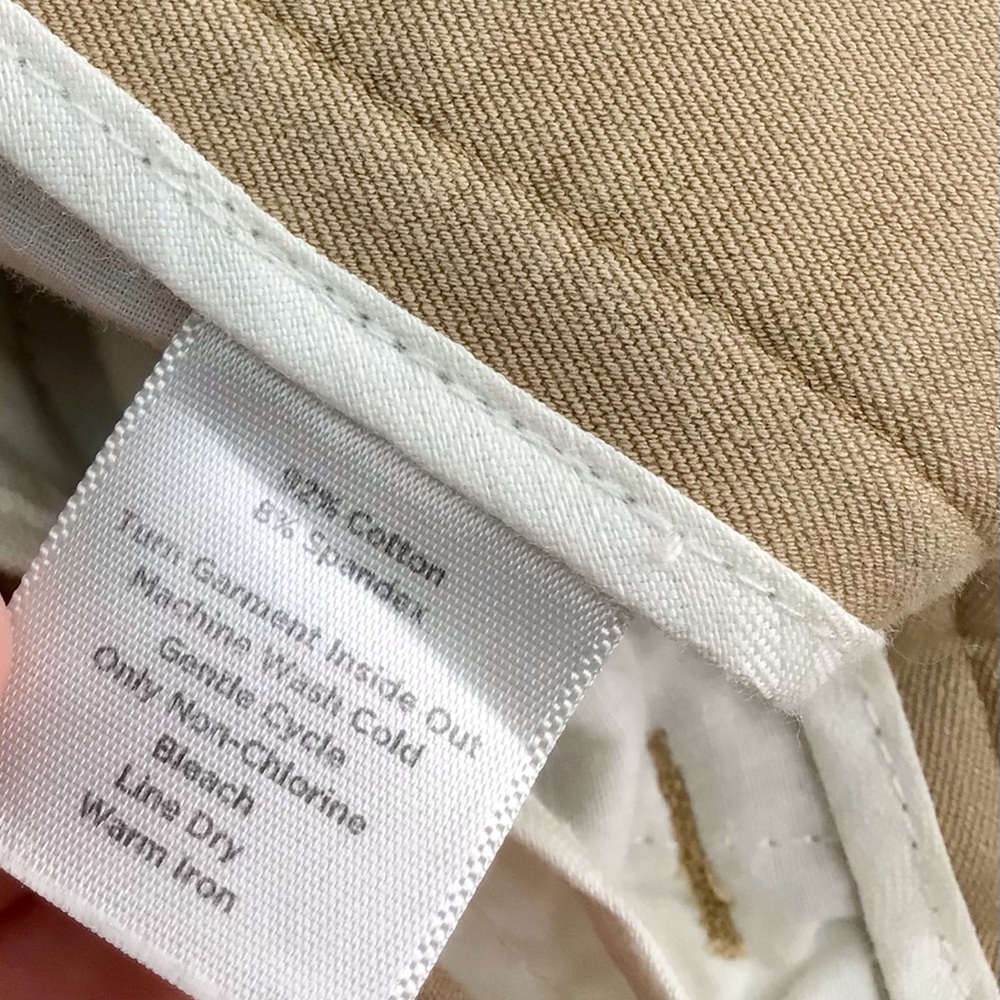 92% Cotton
8% Spandex
Turn Garment Inside Out
Machine Wash Cold
Gentle Cycle
Only Non-Chlorine
Bleach
Line Dry
Warm Iron